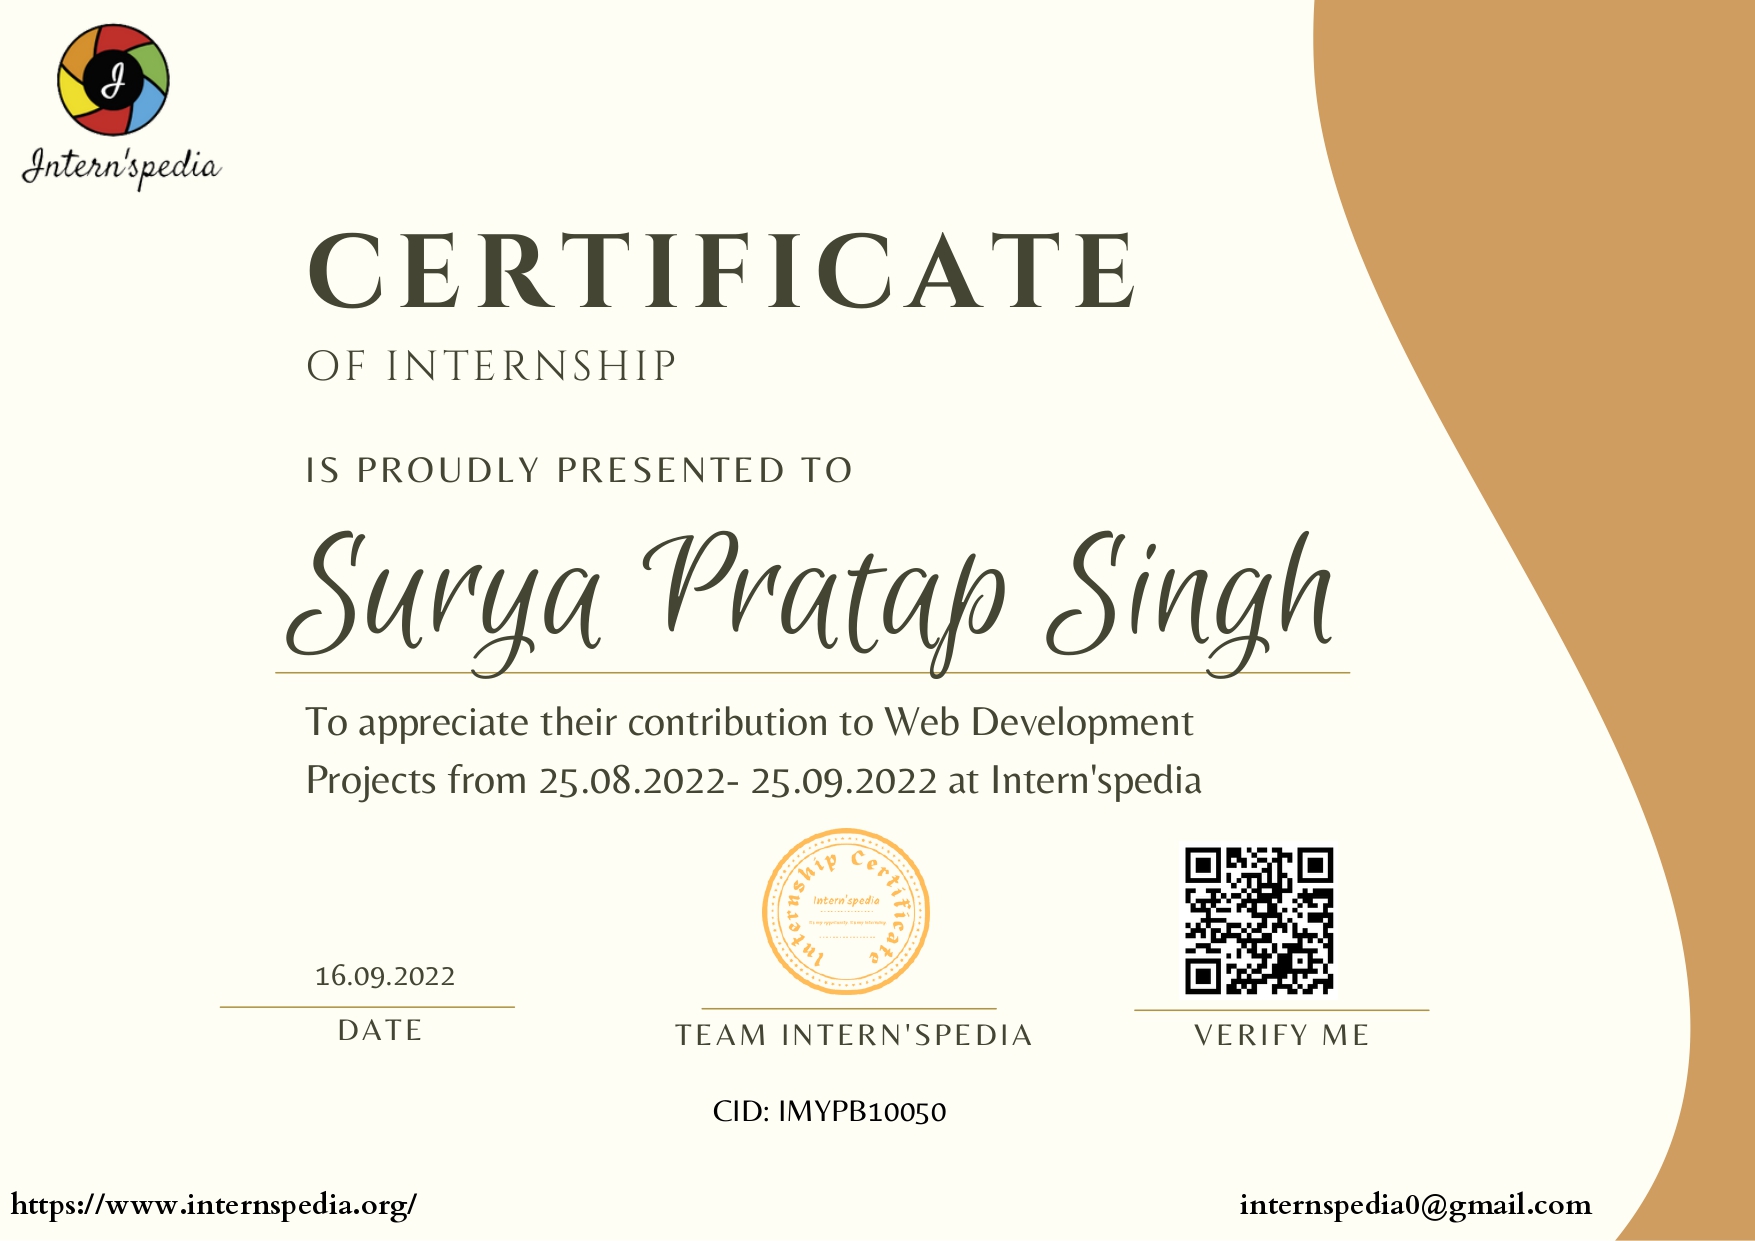 J
Intern'spedia
CERTIFICATE
OF INTERNSHIP
IS PROUDLY PRESENTED TO
Surya Pratap Singh
To appreciate their contribution to Web Development
Projects from 25.08.2022- 25.09.2022 at Intern'spedia
Internship Certificate
Intern'spedia
16.09.2022
DATE
TEAM INTERN'SPEDIA
VERIFY ME
CID: IMYPB10050
https://www.internspedia.org/
internspedia0@gmail.com